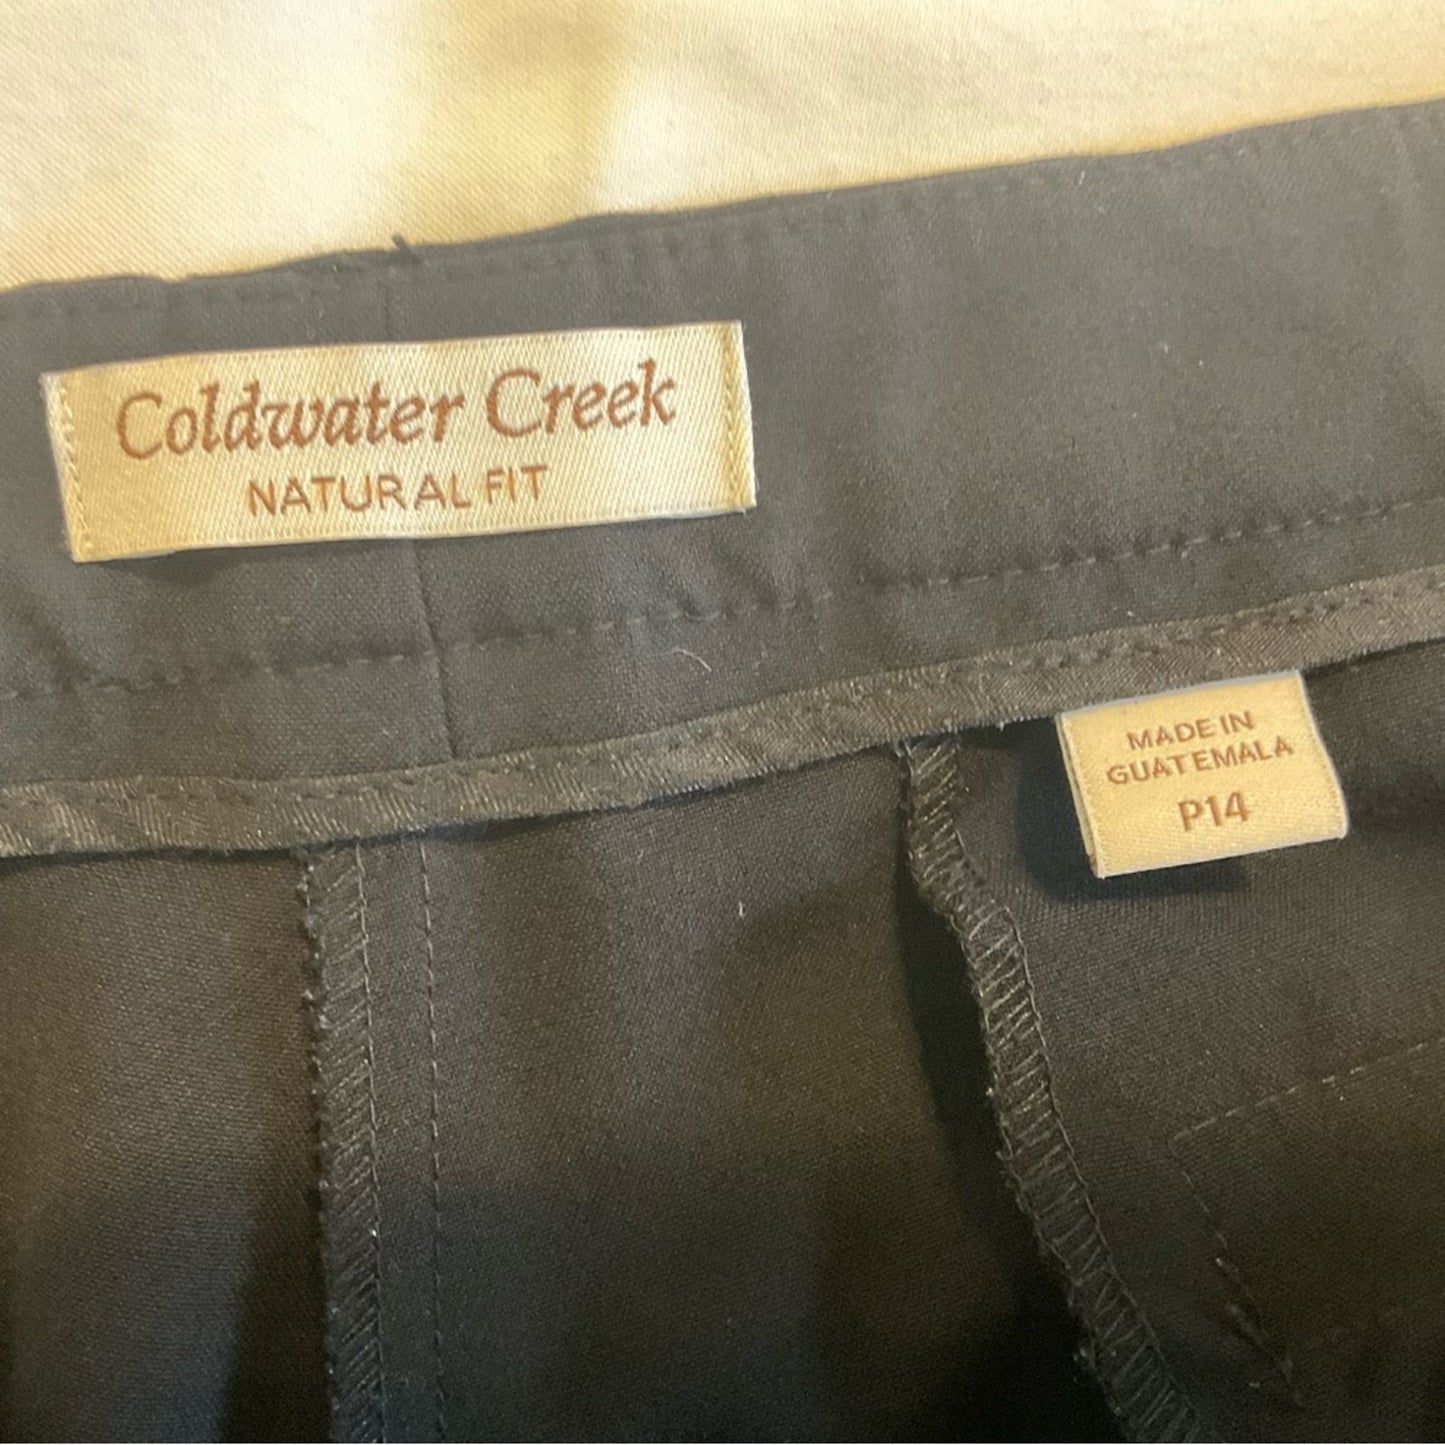 Coldwater Creek
NATURAL FIT
MADE IN
GUATEMALA
P14